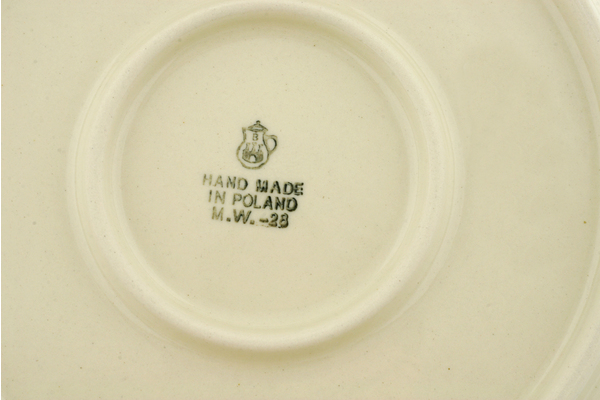 B
HAND MADE
IN POLAND
M.W.-28